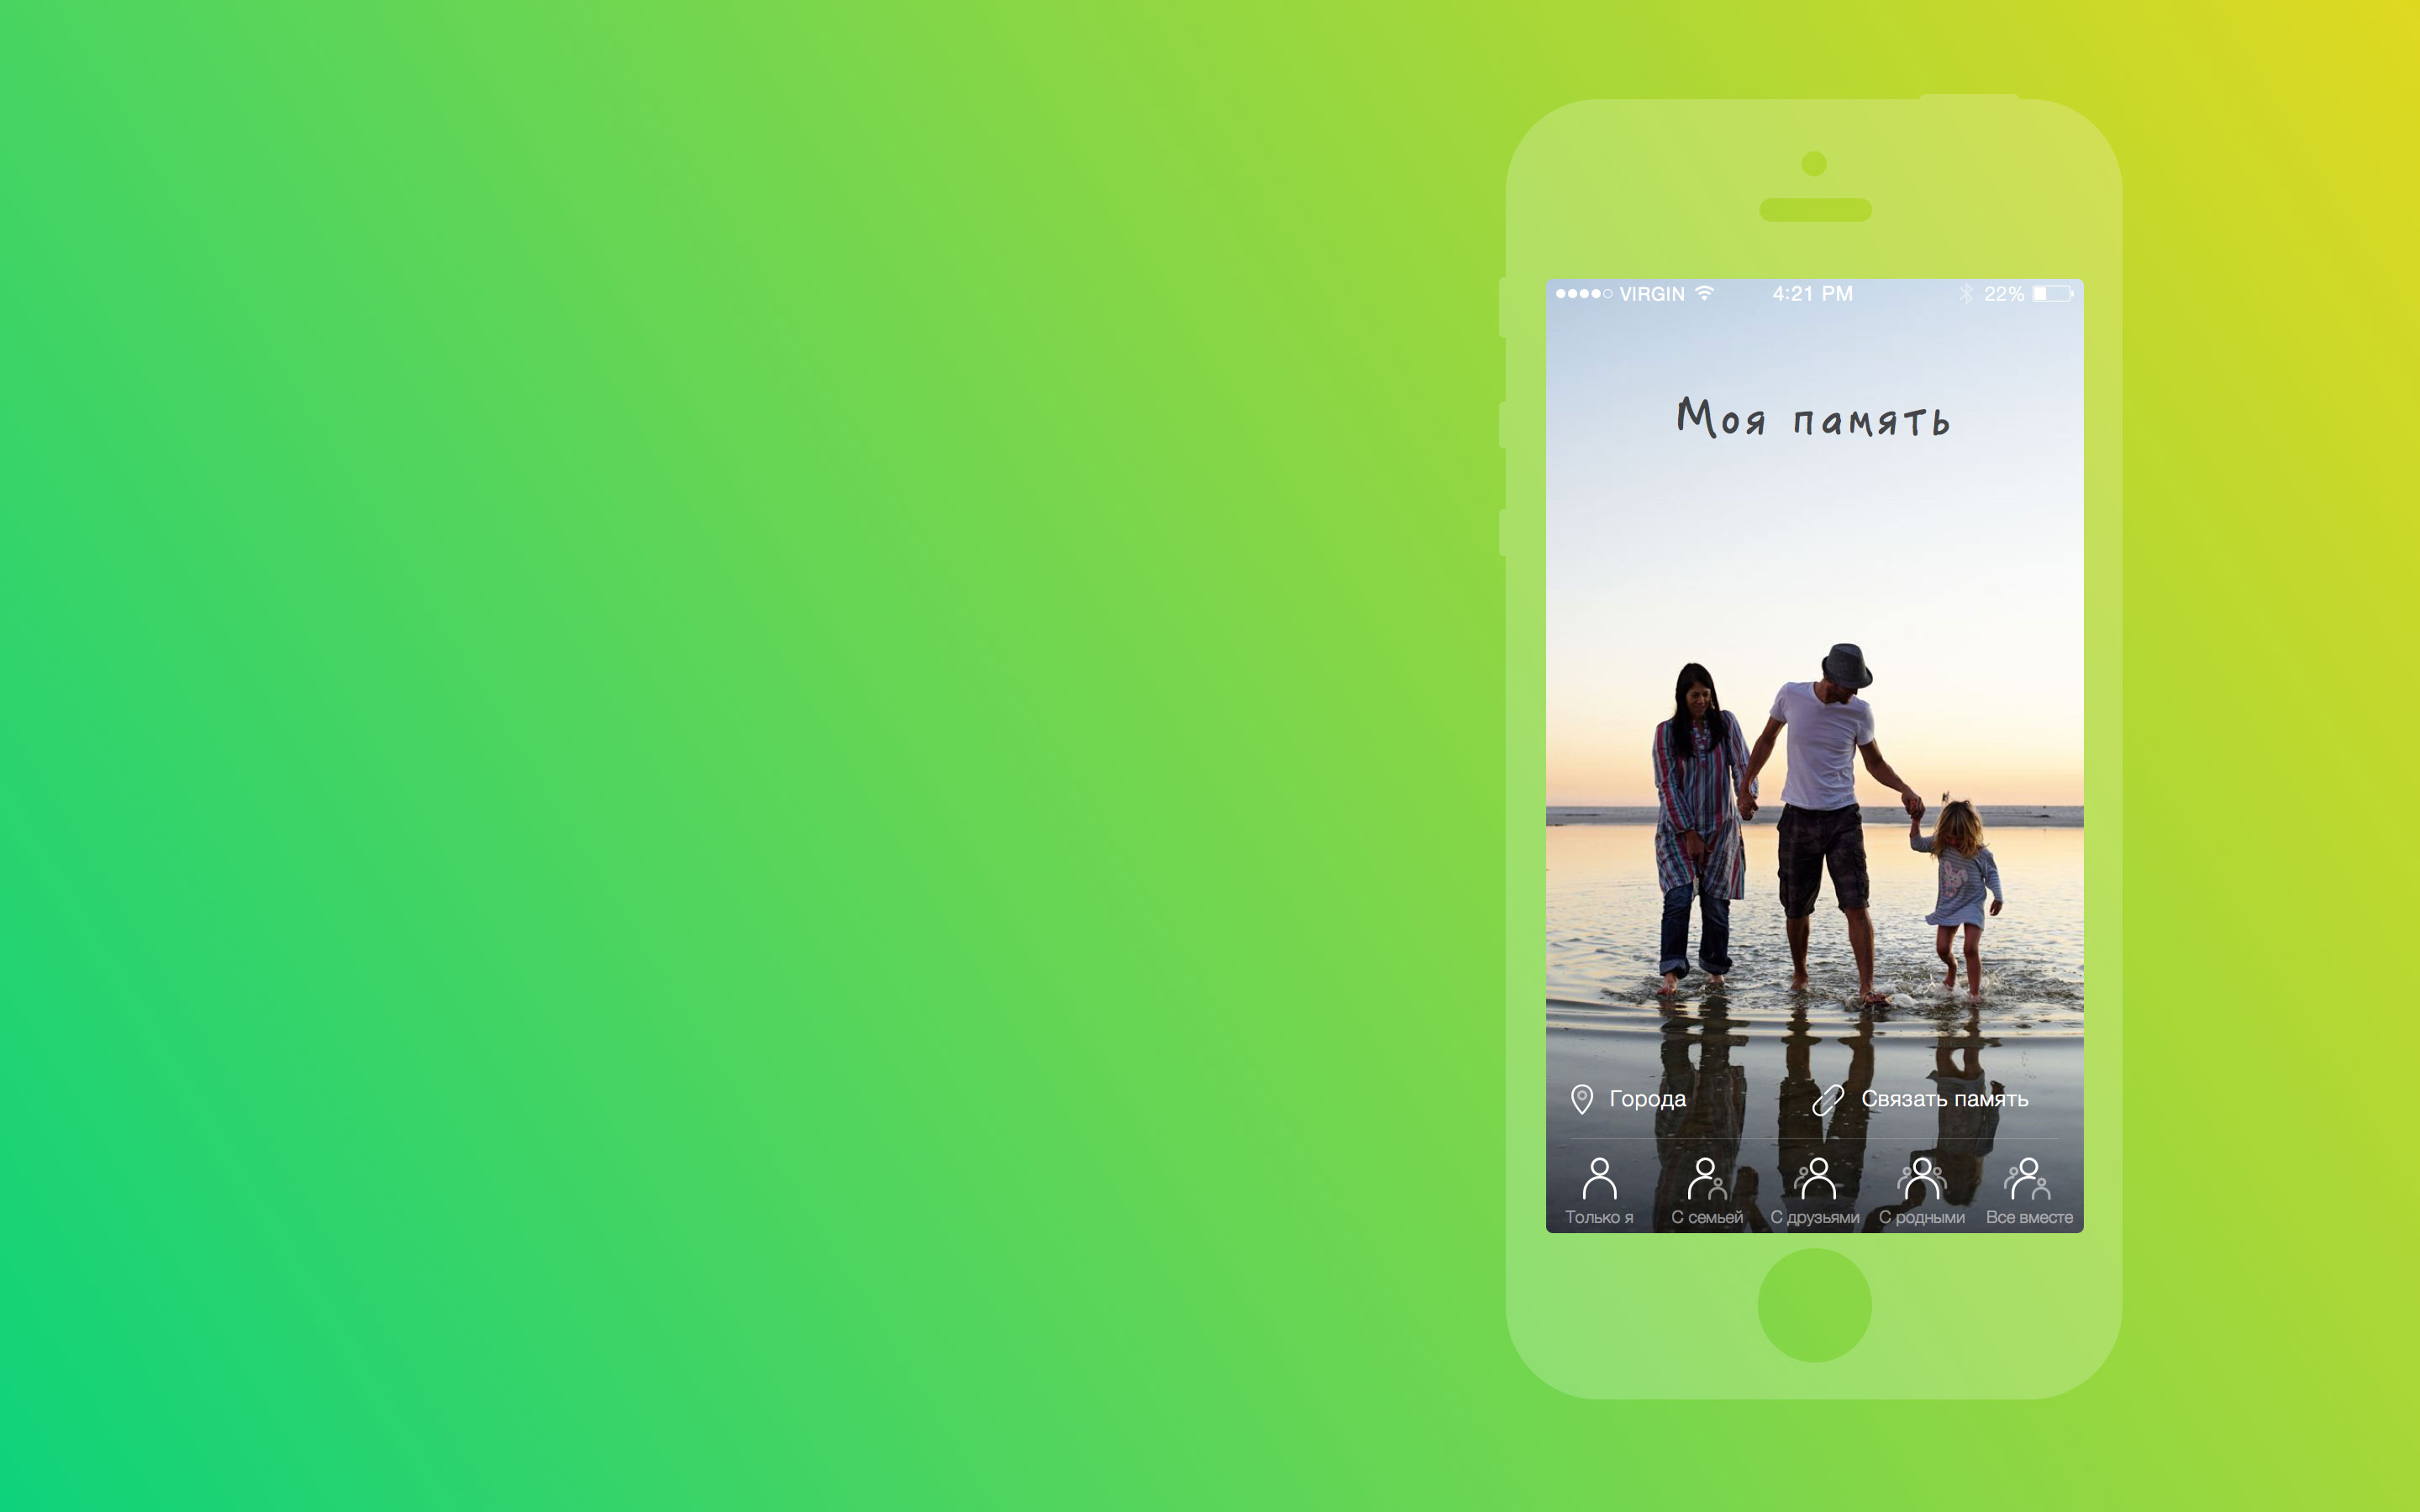 VIRGIN 4:21 PM 22%
Моя память
Города Связать память
Только я С семьей С друзьями С родными Все вместе